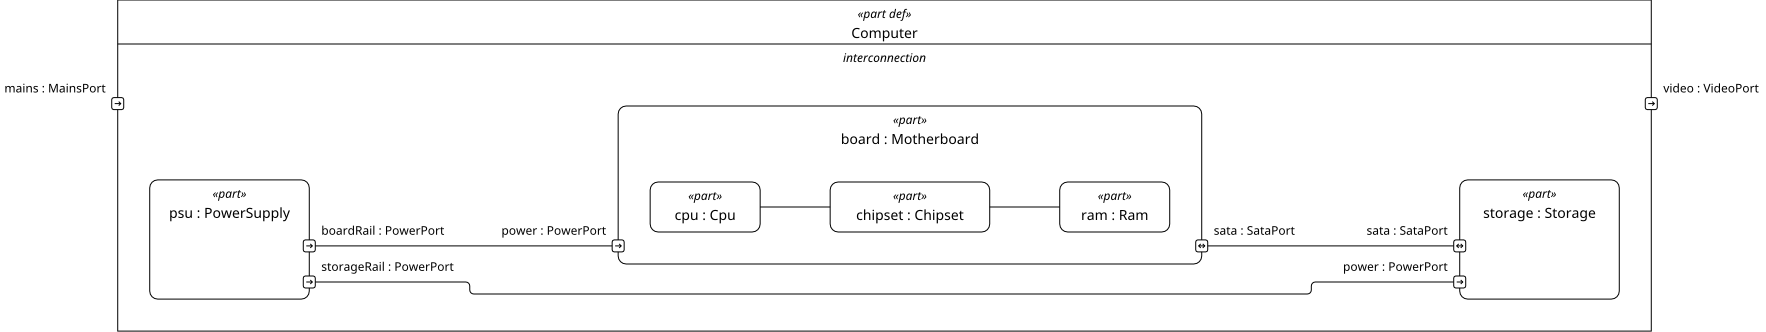 «part def»
Computer
interconnection
mains : MainsPort
video : VideoPort
«part»
board : Motherboard
«part»
psu : PowerSupply
«part»
cpu : Cpu
«part»
chipset : Chipset
«part»
ram : Ram
«part»
storage : Storage
boardRail : PowerPort
power : PowerPort
sata : SataPort
sata : SataPort
storageRail : PowerPort
power : PowerPort